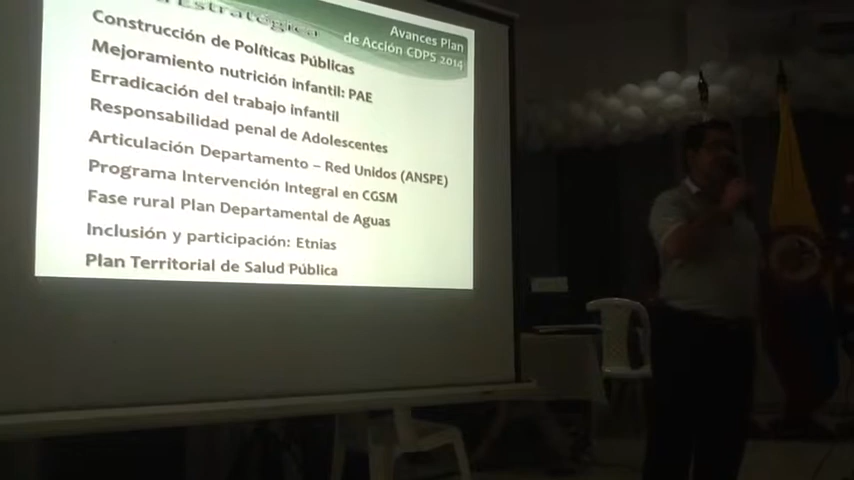 Estratégica
Avances Plan
de Acción CDPS 2014
Construcción de Políticas Públicas
Mejoramiento nutrición infantil: PAE
Erradicación del trabajo infantil
Responsabilidad penal de Adolescentes
Articulación Departamento – Red Unidos (ANSPE)
Programa Intervención Integral en CGSM
Fase rural Plan Departamental de Aguas
Inclusión y participación: Etnias
Plan Territorial de Salud Pública